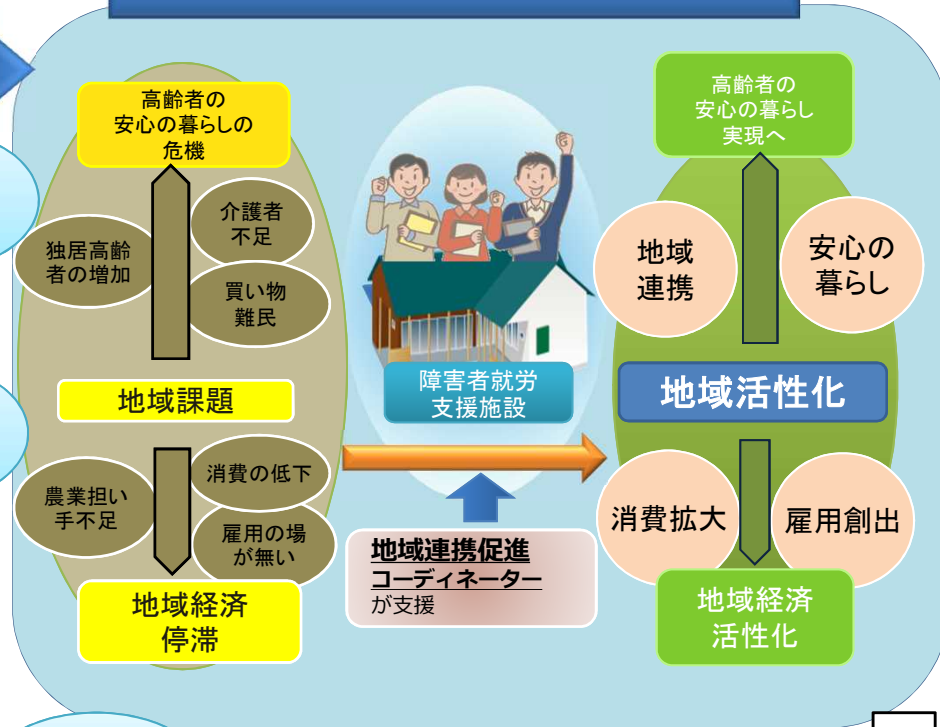 高齢者の
安心の暮らしの
危機
介護者
不足
独居高齢
者の増加
買い物
難民
地域課題
消費の低下
農業担い
手不足
雇用の場
が無い
地域経済
停滞
障害者就労
支援施設
地域連携促進
コーディネーター
が支援
高齢者の
安心の暮らし
実現へ
地域
連携
安心の
暮らし
地域活性化
消費拡大
雇用創出
地域経済
活性化